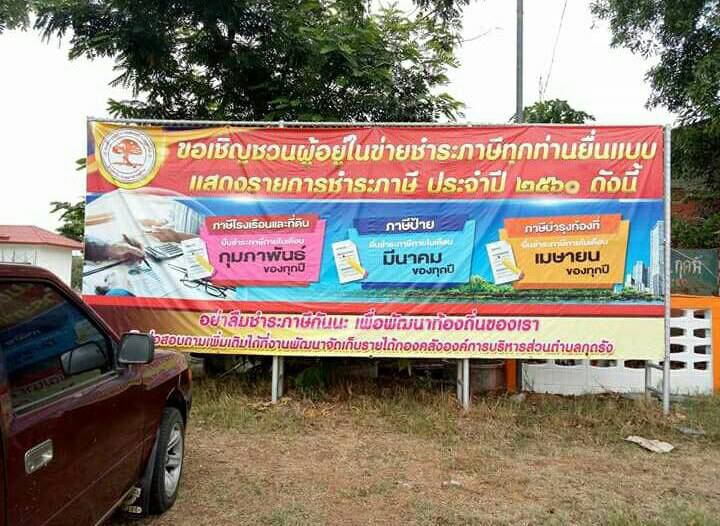 ขอเชิญชวนผู้อยู่ในข่ายชำระภาษีทุกท่านยื่นแบบ
แสดงรายการชำระภาษี ประจำปี ๒๕๖๐ ดังนี้
ภาษีโรงเรือนและที่ดิน
ยื่นชำระภาษีภายในเดือน
กุมภาพันธ์
ของทุกปี
ภาษีป้าย
ยื่นชำระภาษีภายในเดือน
มีนาคม
ของทุกปี
ภาษีบำรุงท้องที่
ยื่นชำระภาษีภายในเดือน
เมษายน
ของทุกปี
อย่าลืมชำระภาษีกันนะ เพื่อพัฒนาท้องถิ่นของเรา
สอบถามเพิ่มเติมได้ที่งานพัฒนาจัดเก็บรายได้กองคลังองค์การบริหารส่วนตำบลกุดรัง